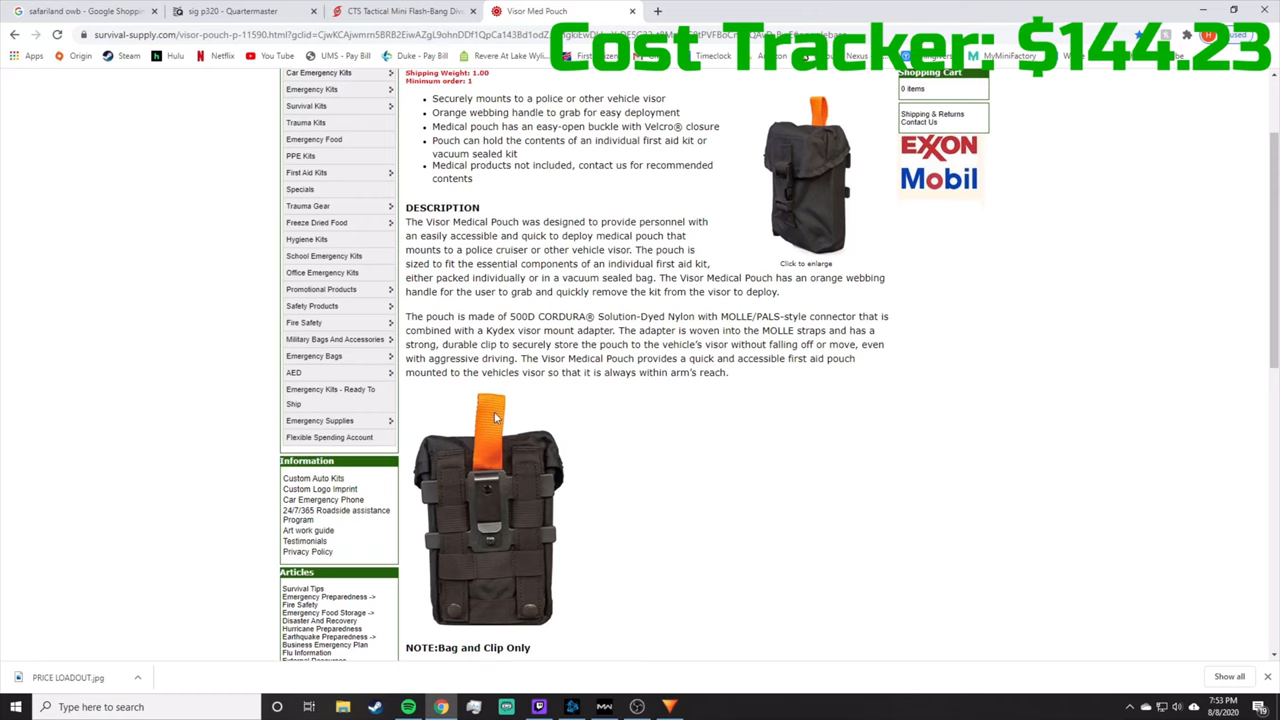 safariland owb - Google Shoppin
sig p320 - Quartermaster
CTS Tactical Mini Flash-Bang Divi
Visor Med Pouch
Cost Tracker: $144.23
Apps
Origin
Steam
Hulu
Netflix
UMS - Pay Bill
Duke - Pay Bill
Revere At Lake Wyli
Timeclock
MyMiniFactory
Car Emergency Kits
Emergency Kits
Survival Kits
Trauma Kits
Emergency Food
PPE Kits
First Aid Kits
Specials
Trauma Gear
Freeze Dried Food
Hygiene Kits
School Emergency Kits
Office Emergency Kits
Promotional Products
Safety Products
Fire Safety
Military Bags And Accessories
Emergency Bags
AED
Emergency Kits - Ready To
Ship
Emergency Supplies
Flexible Spending Account
Information
Custom Auto Kits
Custom Logo Imprint
Car Emergency Phone
24/7/365 Roadside assistance
Program
Art work guide
Testimonials
Privacy Policy
Articles
Survival Tips
Emergency Preparedness ->
Fire Safety
Emergency Food Storage ->
Disaster And Recovery
Hurricane Preparedness
Earthquake Preparedness ->
Business Emergency Plan
Flu Information
External Resources
Shipping Weight: 1.00
Minimum order: 1
Securely mounts to a police or other vehicle visor
Orange webbing handle to grab for easy deployment
Medical pouch has an easy-open buckle with Velcro® closure
Pouch can hold the contents of an individual first aid kit or
vacuum sealed kit
Medical products not included, contact us for recommended
contents
DESCRIPTION
The Visor Medical Pouch was designed to provide personnel with
an easily accessible and quick to deploy medical pouch that
mounts to a police cruiser or other vehicle visor. The pouch is
sized to fit the essential components of an individual first aid kit,
either packed individually or in a vacuum sealed bag. The Visor Medical Pouch has an orange webbing
handle for the user to grab and quickly remove the kit from the visor to deploy.
The pouch is made of 500D CORDURA® Solution-Dyed Nylon with MOLLE/PALS-style connector that is
combined with a Kydex visor mount adapter. The adapter is woven into the MOLLE straps and has a
strong, durable clip to securely store the pouch to the vehicle's visor without falling off or move, even
with aggressive driving. The Visor Medical Pouch provides a quick and accessible first aid pouch
mounted to the vehicles visor so that it is always within arm's reach.
Click to enlarge
NOTE:Bag and Clip Only
Shopping Cart
0 items
Shipping & Returns
Contact Us
EXXON
Mobil
PRICE LOADOUT.jpg
Show all
Type here to search
7:53 PM
8/8/2020
19